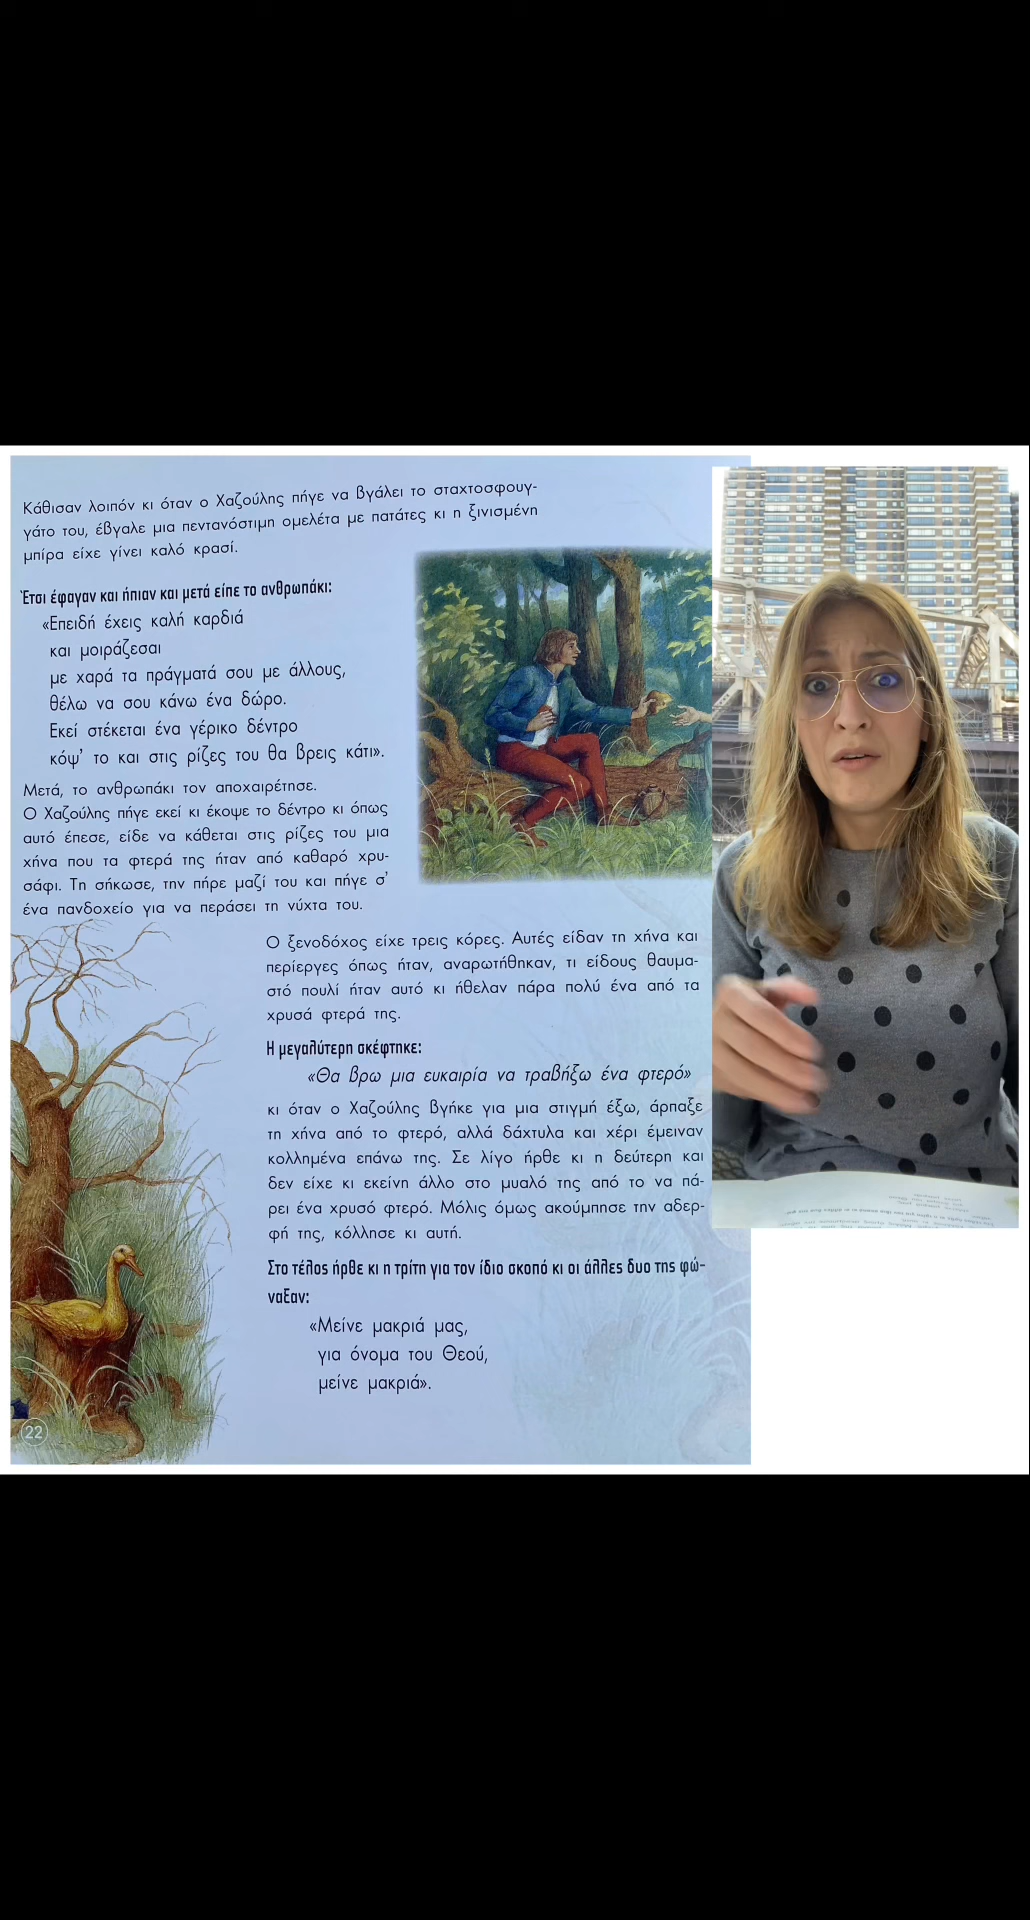 Κάθισαν λοιπόν κι όταν ο Χαζούλης πήγε να βγάλει το σταχτοσφουγ-
γάτο του, έβγαλε μια πεντανόστιμη ομελέτα με πατάτες κι η ξινισμένη
μπίρα είχε γίνει καλό κρασί.
Έτσι έφαγαν και ήπιαν και μετά είπε το ανθρωπάκι:
«Επειδή έχεις καλή καρδιά
και μοιράζεσαι
με χαρά τα πράγματά σου με άλλους,
θέλω να σου κάνω ένα δώρο.
Εκεί στέκεται ένα γέρικο δέντρο
κόψ’ το και στις ρίζες του θα βρεις κάτι».
Μετά, το ανθρωπάκι τον αποχαιρέτησε.
Ο Χαζούλης πήγε εκεί κι έκοψε το δέντρο κι όπως
αυτό έπεσε, είδε να κάθεται στις ρίζες του μια
χήνα που τα φτερά της ήταν από καθαρό χρυ-
σάφι. Τη σήκωσε, την πήρε μαζί του και πήγε σ’
ένα πανδοχείο για να περάσει τη νύχτα του.
Ο ξενοδόχος είχε τρεις κόρες. Αυτές είδαν τη χήνα και
περίεργες όπως ήταν, αναρωτήθηκαν, τι είδους θαυμα-
στό πουλί ήταν αυτό κι ήθελαν πάρα πολύ ένα από τα
χρυσά φτερά της.
Η μεγαλύτερη σκέφτηκε:
«Θα βρω μια ευκαιρία να τραβήξω ένα φτερό»
κι όταν ο Χαζούλης βγήκε για μια στιγμή έξω, άρπαξε
τη χήνα από το φτερό, αλλά δάχτυλα και χέρι έμειναν
κολλημένα επάνω της. Σε λίγο ήρθε κι η δεύτερη και
δεν είχε κι εκείνη άλλο στο μυαλό της από το να πά-
ρει ένα χρυσό φτερό. Μόλις όμως ακούμπησε την αδερ-
φή της, κόλλησε κι αυτή.
Στο τέλος ήρθε κι η τρίτη για τον ίδιο σκοπό κι οι άλλες δυο της φώ-
ναξαν:
«Μείνε μακριά μας,
για όνομα του Θεού,
μείνε μακριά».
22